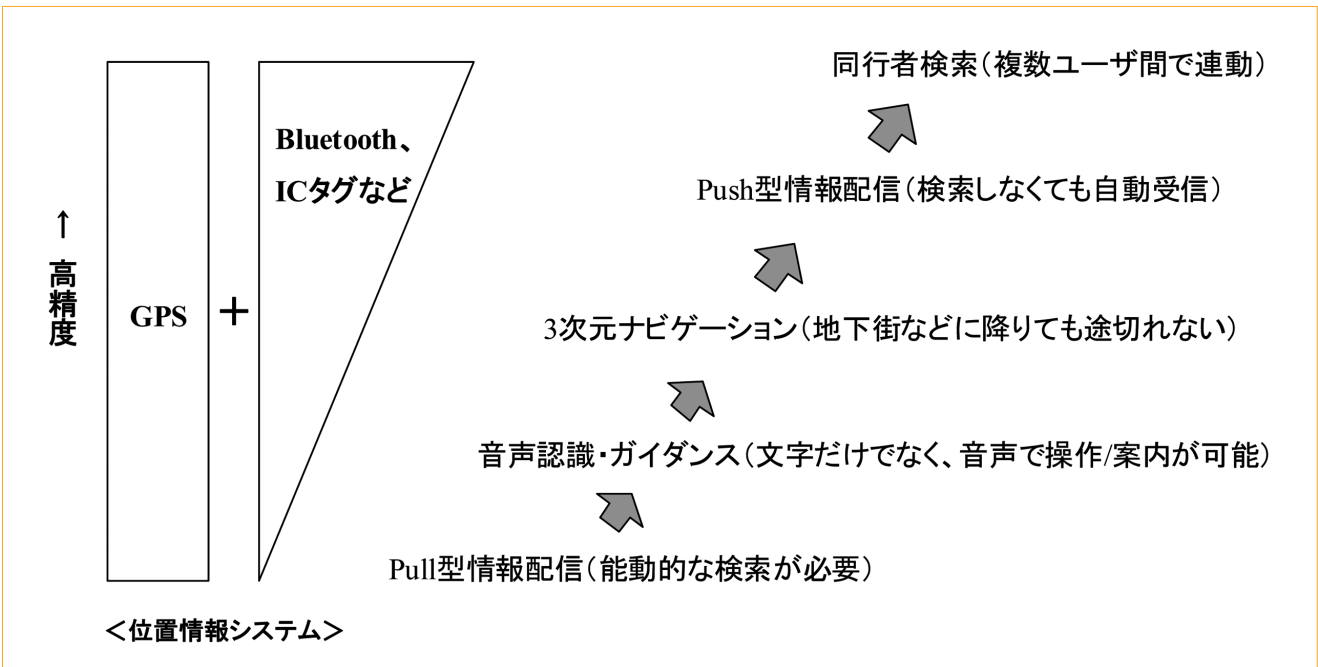 同行者検索（複数ユーザ間で連動）
Bluetooth、
ICタグなど
Push型情報配信（検索しなくても自動受信）
↑高精度
GPS
＋
3次元ナビゲーション（地下街などに降りても途切れない）
音声認識・ガイダンス（文字だけでなく、音声で操作/案内が可能）
Pull型情報配信（能動的な検索が必要）
＜位置情報システム＞